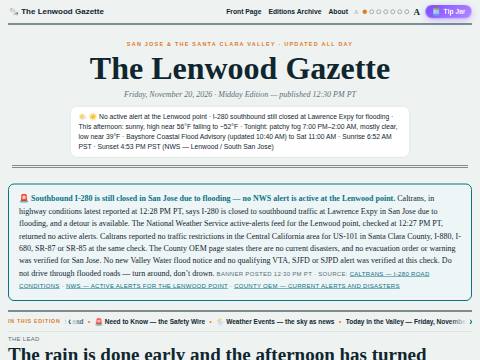 The Lenwood Gazette
Front Page Editions Archive About A A Tip Jar
SAN JOSE & THE SANTA CLARA VALLEY · UPDATED ALL DAY
The Lenwood Gazette
Friday, November 20, 2026 · Midday Edition — published 12:30 PM PT
No active alert at the Lenwood point · I-280 southbound still closed at Lawrence Expy for flooding ·
This afternoon: sunny, high near 56°F falling to ~52°F · Tonight: patchy fog 7:00 PM–2:00 AM, mostly clear,
low near 39°F · Bayshore Coastal Flood Advisory (updated 10:40 AM) to Sat 11:00 AM · Sunrise 6:52 AM
PST · Sunset 4:53 PM PST (NWS — Lenwood / South San Jose)
Southbound I-280 is still closed in San Jose due to flooding — no NWS alert is active at the Lenwood point. Caltrans, in
highway conditions last reported at 12:28 PM PT, says I-280 is closed to southbound traffic at Lawrence Expy in San Jose due to
flooding, and a detour is available. The National Weather Service active-alerts feed for the Lenwood point, checked at 12:27 PM PT,
returned no active alerts. Caltrans reported no traffic restrictions in the Central California area on US-101 in Santa Clara County, I-880, I-
680, SR-87 or SR-85 at the same check. The County OEM page states there are no current disasters, and no evacuation order or warning
was verified for San Jose. No new Valley Water flood notice and no qualifying VTA, SJFD or SJPD alert was verified at this check. Do
not drive through flooded roads — turn around, don't drown. BANNER POSTED 12:30 PM PT · SOURCE: CALTRANS — I-280 ROAD
CONDITIONS · NWS — ACTIVE ALERTS FOR THE LENWOOD POINT · COUNTY OEM — CURRENT ALERTS AND DISASTERS
IN THIS EDITION Need to Know — the Safety Wire • Weather Events — the sky as news • Today in the Valley — Friday, Novembe
THE LEAD
The rain is done early and the afternoon has turned